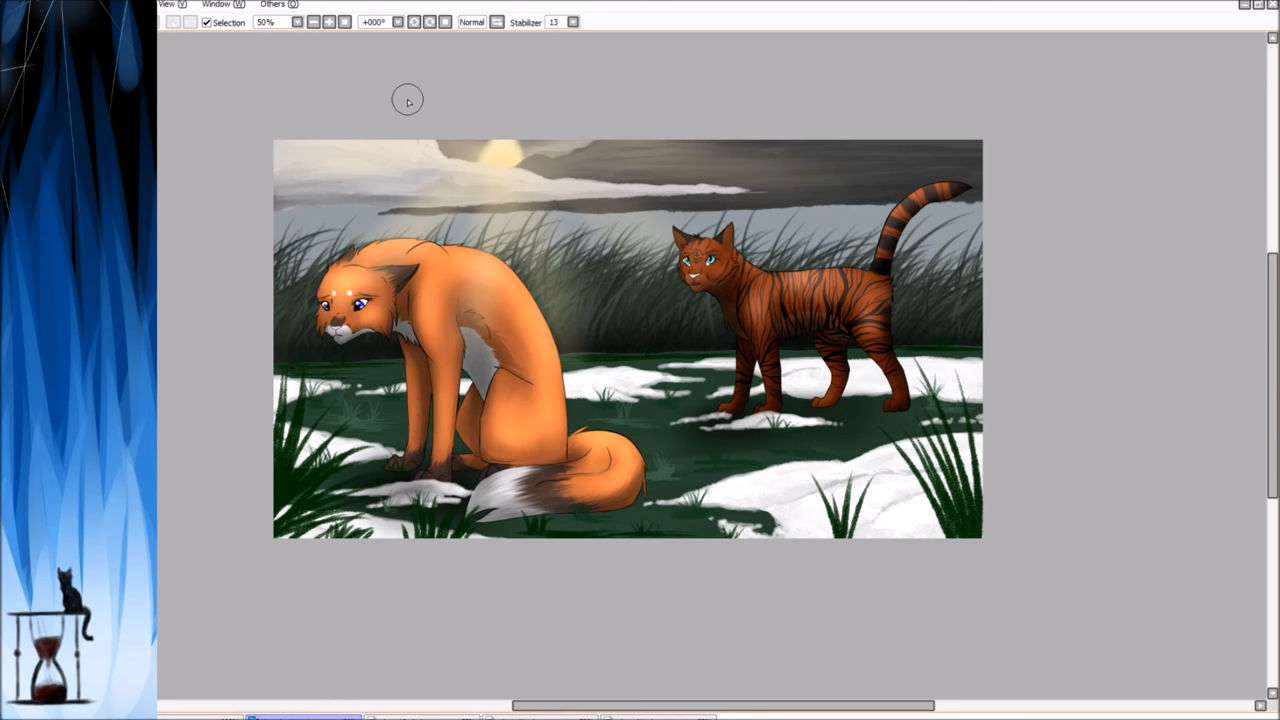 View (V) Window (W) Others (O)
Selection 50% +000° Normal Stabilizer 13